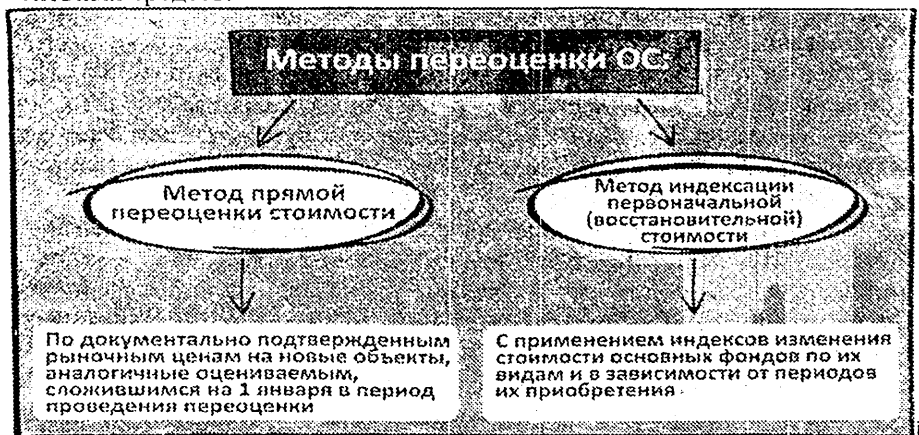 Методы переоценки ОС:
Метод прямой
переоценки стоимости
Метод индексации
первоначальной
(восстановительной)
стоимости
По документально подтвержденным
рыночным ценам на новые объекты,
аналогичные оцениваемым,
сложившимся на 1 января в период
проведения переоценки
С применением индексов изменения
стоимости основных фондов по их
видам и в зависимости от периодов
их приобретения